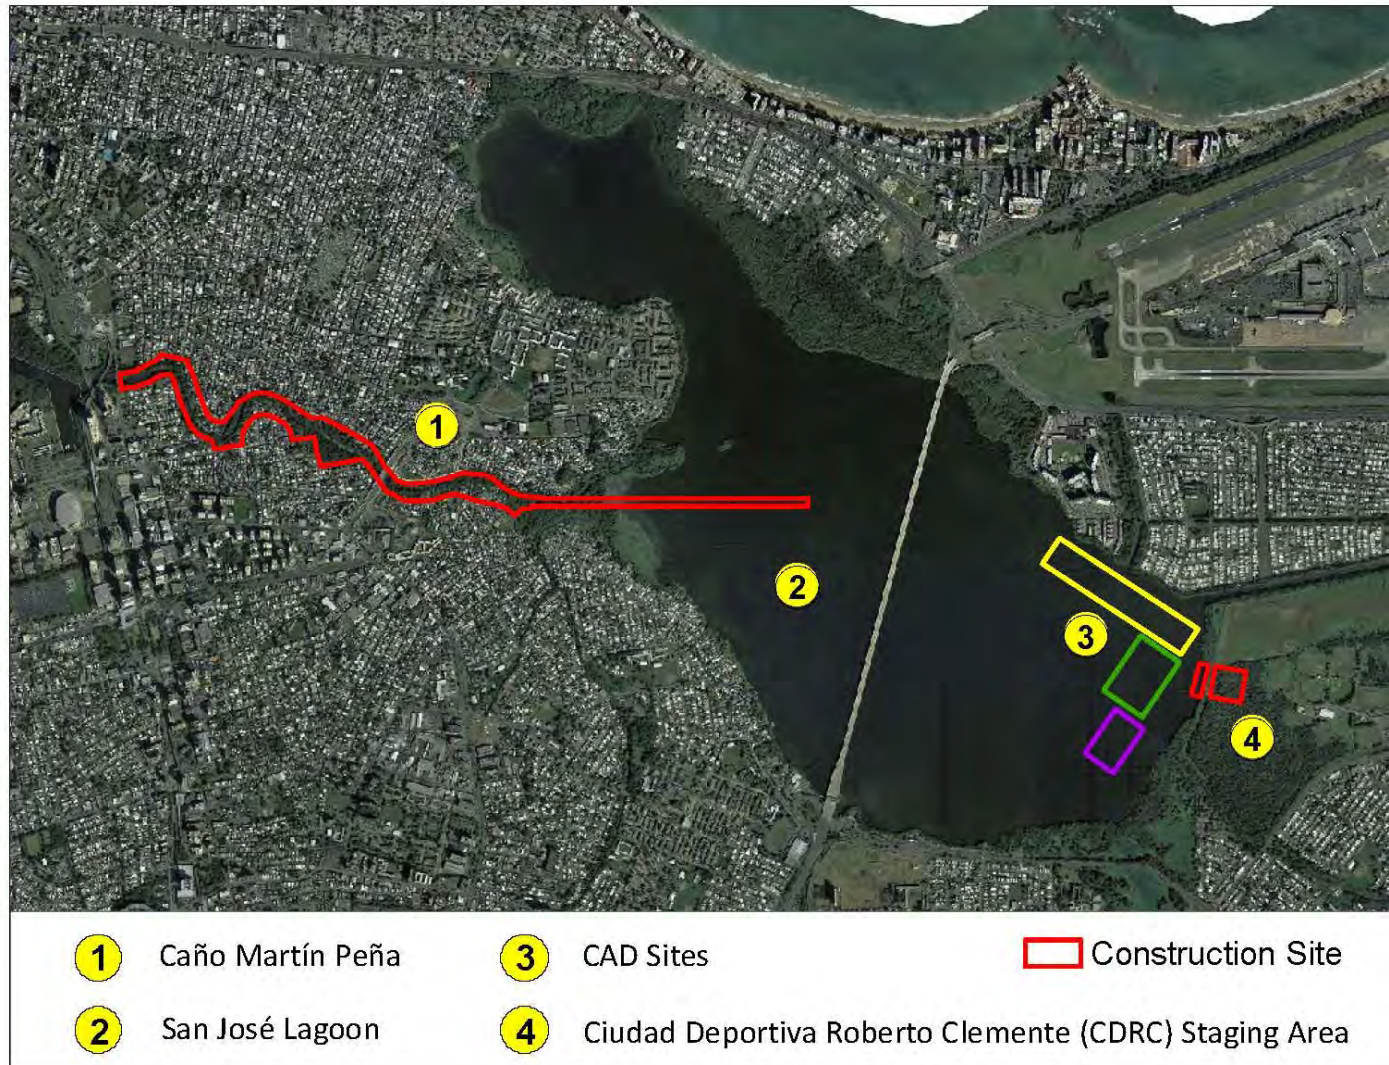 1
2
3
4
1 Caño Martín Peña
3 CAD Sites
Construction Site
2 San José Lagoon
4 Ciudad Deportiva Roberto Clemente (CDRC) Staging Area